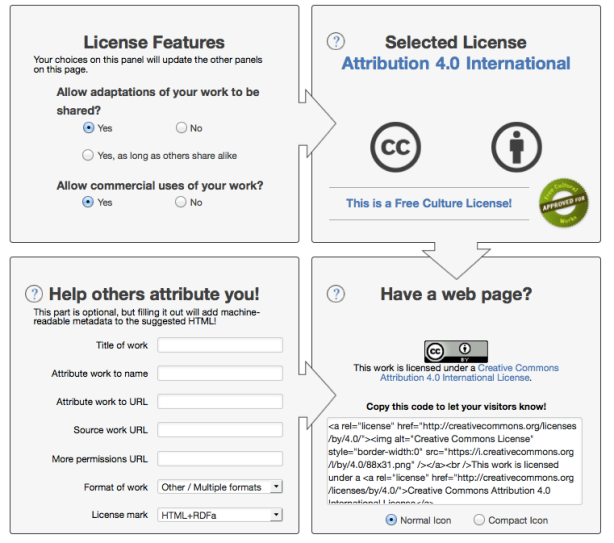 License Features
Your choices on this panel will update the other panels
on this page.
Allow adaptations of your work to be
shared?
Yes No
Yes, as long as others share alike
Allow commercial uses of your work?
Yes No
? Selected License
Attribution 4.0 International
cc
This is a Free Culture License!
Free Cultural
APPROVED FOR
Works
? Help others attribute you!
This part is optional, but filling it out will add machine-
readable metadata to the suggested HTML!
Title of work
Attribute work to name
Attribute work to URL
Source work URL
More permissions URL
Format of work Other / Multiple formats
License mark HTML+RDFa
? Have a web page?
cc
BY
This work is licensed under a Creative Commons
Attribution 4.0 International License.
Copy this code to let your visitors know!
<a rel="license" href="http://creativecommons.org/licenses
/by/4.0/"><img alt="Creative Commons License"
style="border-width:0" src="https://i.creativecommons.org
/l/by/4.0/88x31.png" /></a><br />This work is licensed
under a <a rel="license" href="http://creativecommons.org
/licenses/by/4.0/">Creative Commons Attribution 4.0
International License</a>
Normal Icon Compact Icon